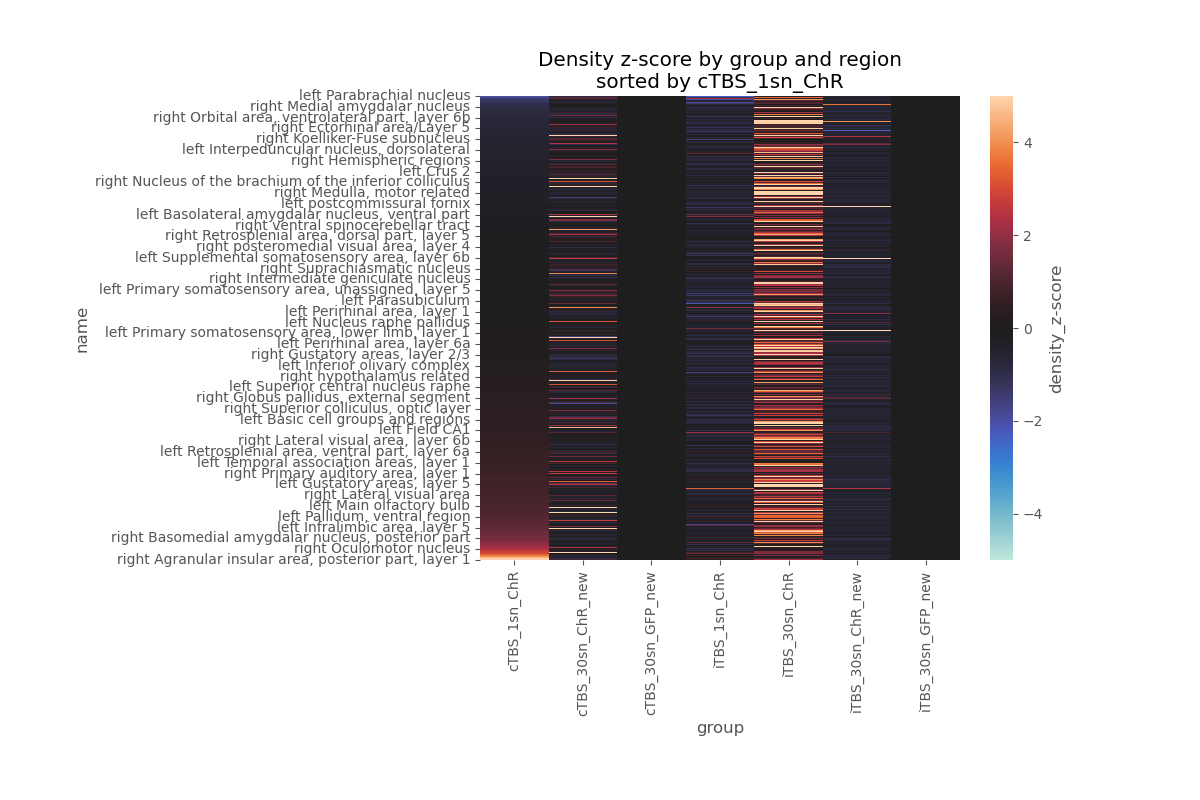 Density z-score by group and region
sorted by cTBS_1sn_ChR
left Parabrachial nucleus
right Medial amygdalar nucleus
right Orbital area, ventrolateral part, layer 6b
right Ectorhinal area/Layer 5
right Koelliker-Fuse subnucleus
left Interpeduncular nucleus, dorsolateral
right Hemispheric regions
left Crus 2
right Nucleus of the brachium of the inferior colliculus
right Medulla, motor related
left postcommissural fornix
left Basolateral amygdalar nucleus, ventral part
right ventral spinocerebellar tract
right Retrosplenial area, dorsal part, layer 5
right posteromedial visual area, layer 4
left Supplemental somatosensory area, layer 6b
right Suprachiasmatic nucleus
right Intermediate geniculate nucleus
left Primary somatosensory area, unassigned, layer 5
left Parasubiculum
left Perirhinal area, layer 1
left Nucleus raphe pallidus
left Primary somatosensory area, lower limb, layer 1
left Perirhinal area, layer 6a
right Gustatory areas, layer 2/3
left Inferior olivary complex
right hypothalamus related
left Superior central nucleus raphe
right Globus pallidus, external segment
right Superior colliculus, optic layer
left Basic cell groups and regions
left Field CA1
right Lateral visual area, layer 6b
left Retrosplenial area, ventral part, layer 6a
left Temporal association areas, layer 1
right Primary auditory area, layer 1
left Gustatory areas, layer 5
right Lateral visual area
left Main olfactory bulb
left Pallidum, ventral region
left Infralimbic area, layer 5
right Basomedial amygdalar nucleus, posterior part
right Oculomotor nucleus
right Agranular insular area, posterior part, layer 1
name
cTBS_1sn_ChR
cTBS_30sn_ChR_new
cTBS_30sn_GFP_new
iTBS_1sn_ChR
iTBS_30sn_ChR
iTBS_30sn_ChR_new
iTBS_30sn_GFP_new
group
4
2
0
−2
−4
density_z-score